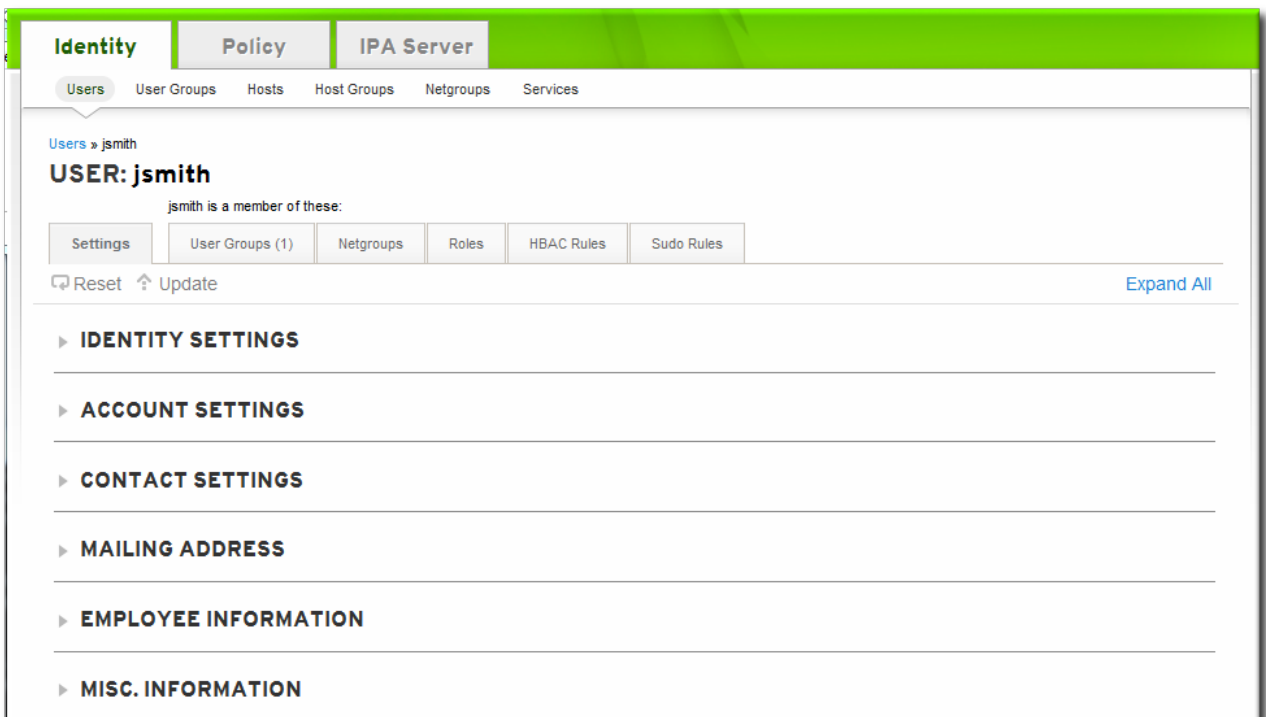 Identity Policy IPA Server
Users User Groups Hosts Host Groups Netgroups Services
Users » jsmith
USER: jsmith
jsmith is a member of these:
Settings User Groups (1) Netgroups Roles HBAC Rules Sudo Rules
Reset Update Expand All
IDENTITY SETTINGS
ACCOUNT SETTINGS
CONTACT SETTINGS
MAILING ADDRESS
EMPLOYEE INFORMATION
MISC. INFORMATION